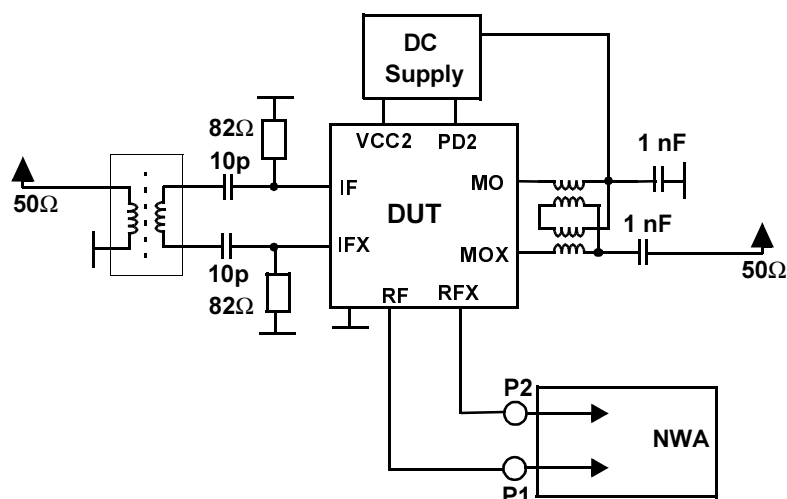 DC
Supply
82Ω
10p
VCC2 PD2
1 nF
50Ω
IF
MO
DUT
1 nF
IFX
MOX
50Ω
10p
82Ω
RF RFX
P2
NWA
P1